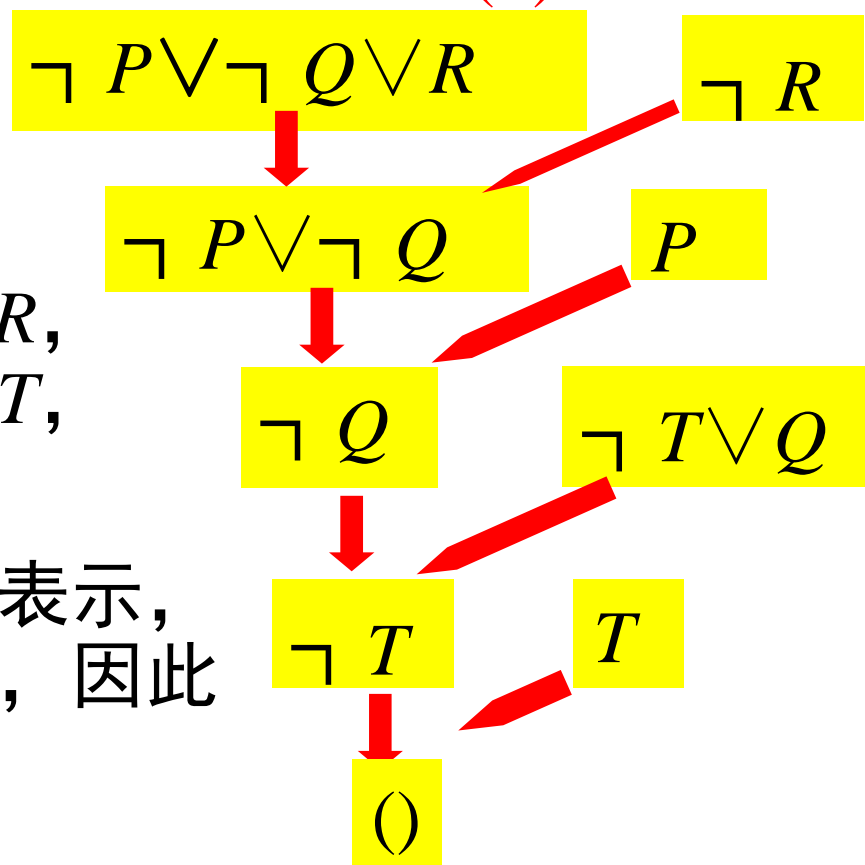 ¬ P∨¬ Q∨R
¬ R
¬ P∨¬ Q
P
R,
T,
¬ Q
¬ T∨Q
表示,
, 因此
¬ T
T
()